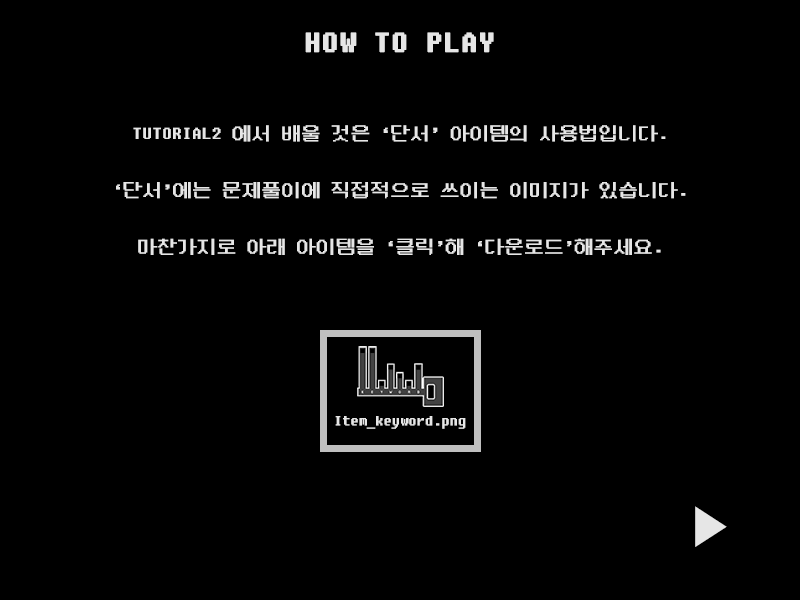 HOW TO PLAY
TUTORIAL2 에서 배울 것은 ‘단서’ 아이템의 사용법입니다.
‘단서’에는 문제풀이에 직접적으로 쓰이는 이미지가 있습니다.
마찬가지로 아래 아이템을 ‘클릭’해 ‘다운로드’해주세요.
Item_keyword.png